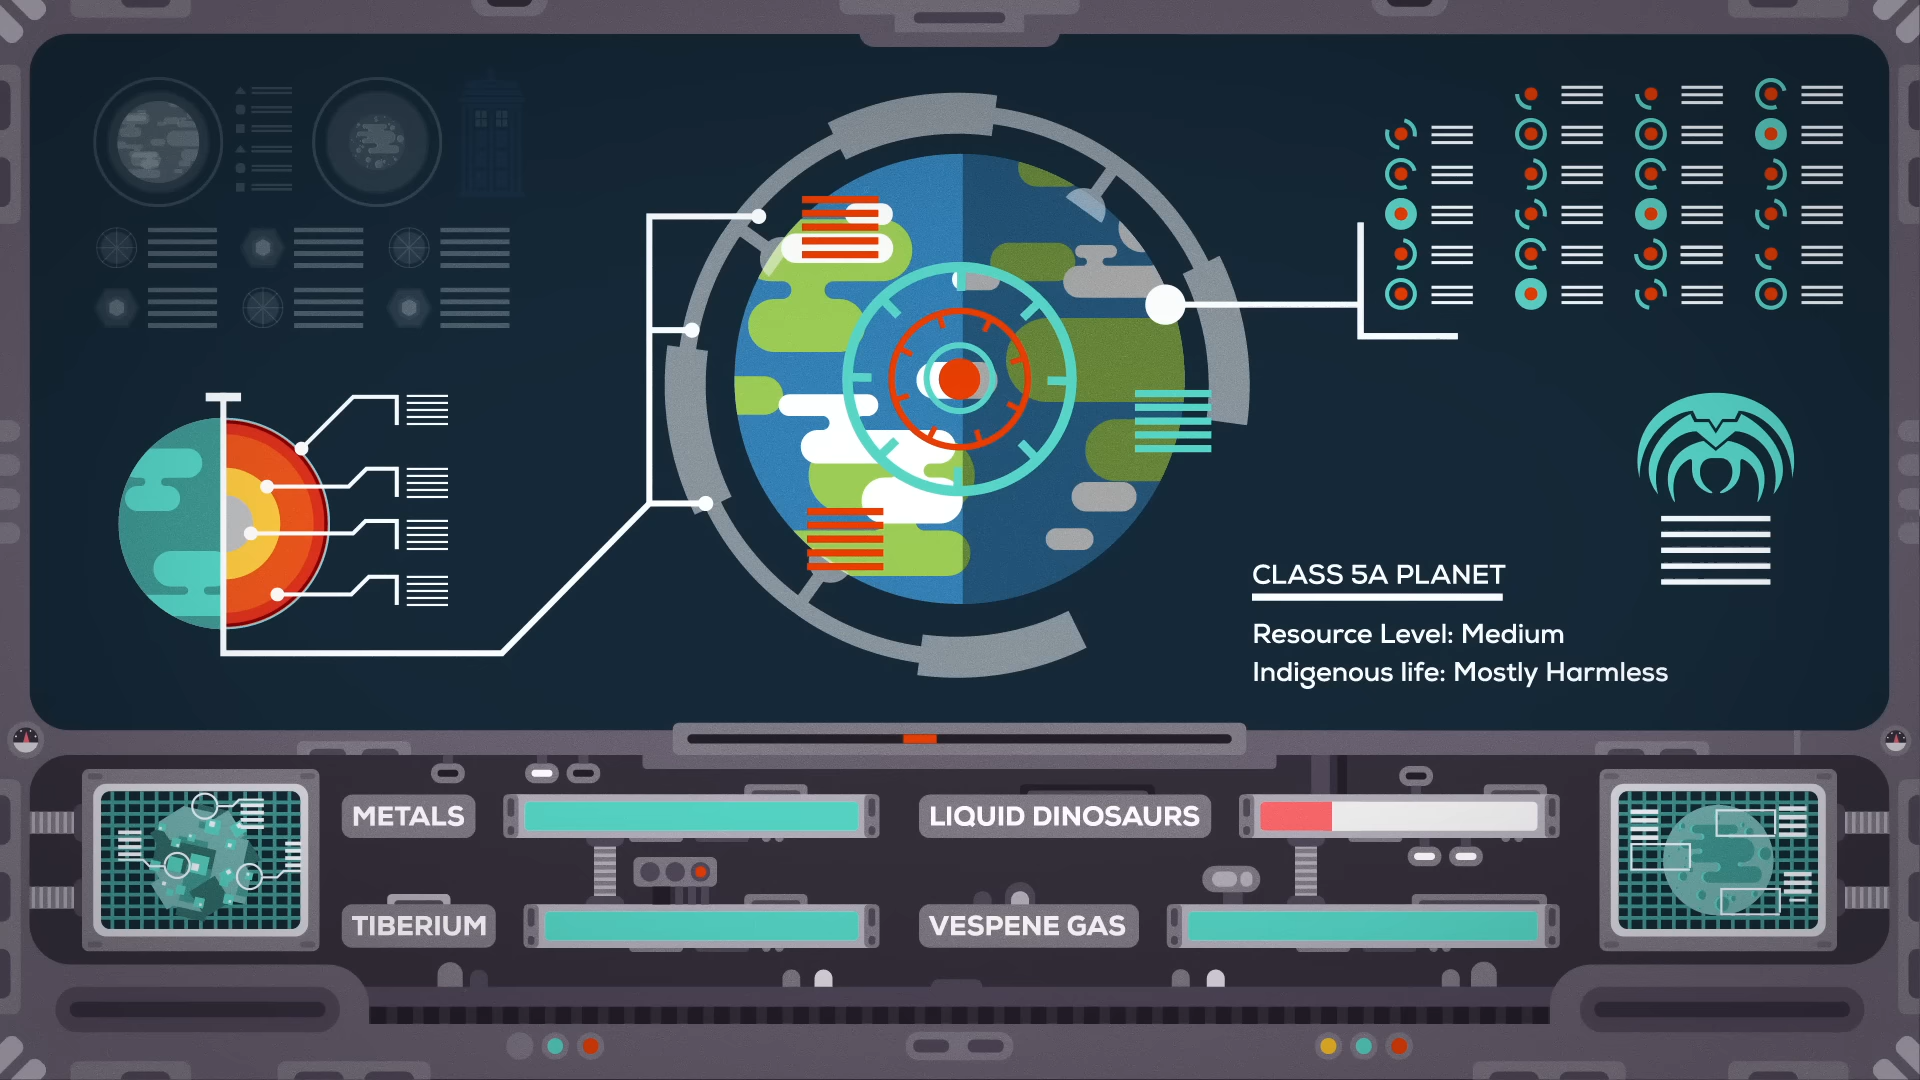 CLASS 5A PLANET
Resource Level: Medium
Indigenous life: Mostly Harmless
METALS
LIQUID DINOSAURS
TIBERIUM
VESPENE GAS